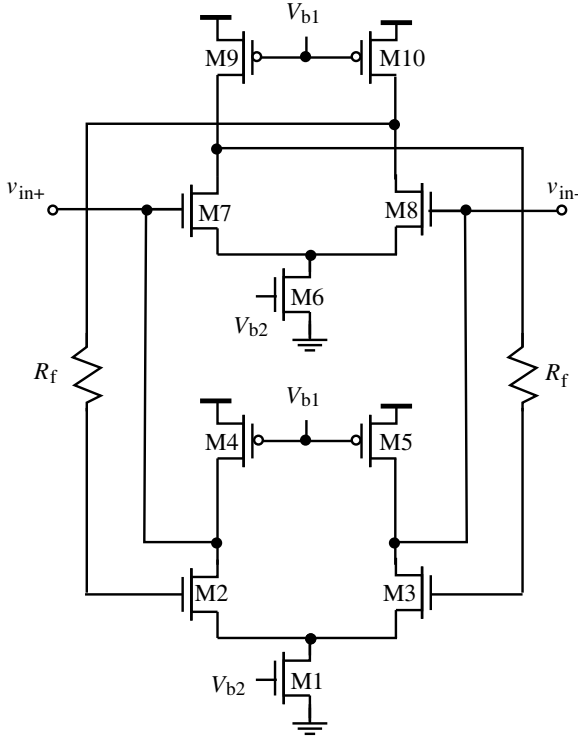 Vb1
M9 M10
vin+ vin-
M7 M8
M6
Vb2
Rf Rf
Vb1
M4 M5
M2 M3
Vb2 M1